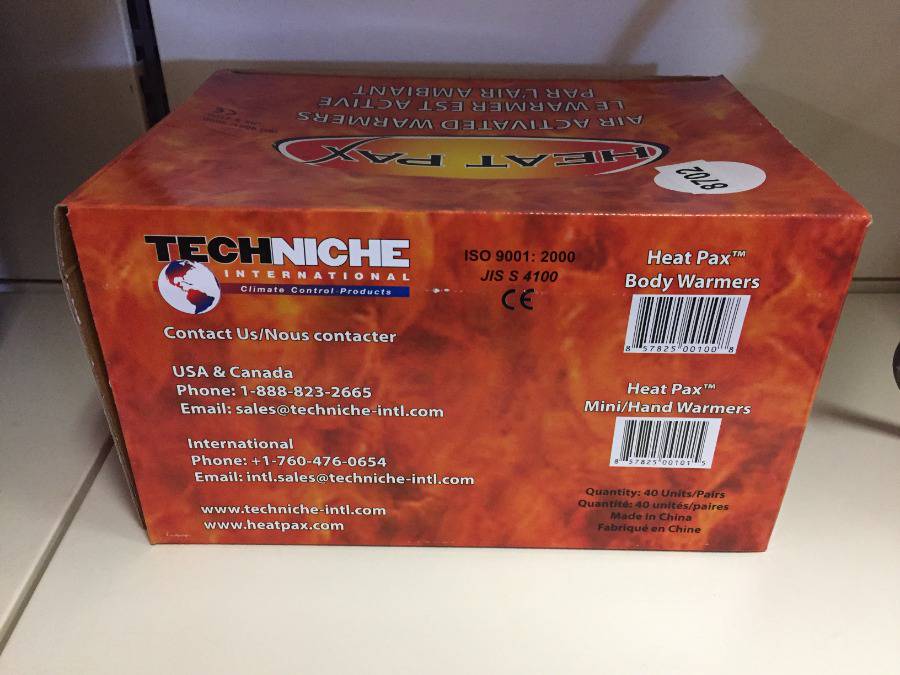 HEAT PAX
AIR ACTIVATED WARMERS
LE WARMER EST ACTIVE
PAR L'AIR AMBIANT
CE
8702
TECHNICHE
INTERNATIONAL
Climate Control Products
ISO 9001: 2000
JIS S 4100
CE
Heat Pax™
Body Warmers
8 57825 00100 8
Contact Us/Nous contacter
USA & Canada
Phone: 1-888-823-2665
Email: sales@techniche-intl.com
Heat Pax™
Mini/Hand Warmers
8 57825 00101 5
International
Phone: +1-760-476-0654
Email: intl.sales@techniche-intl.com
www.techniche-intl.com
www.heatpax.com
Quantity: 40 Units/Pairs
Quantité: 40 unités/paires
Made in China
Fabriqué en Chine